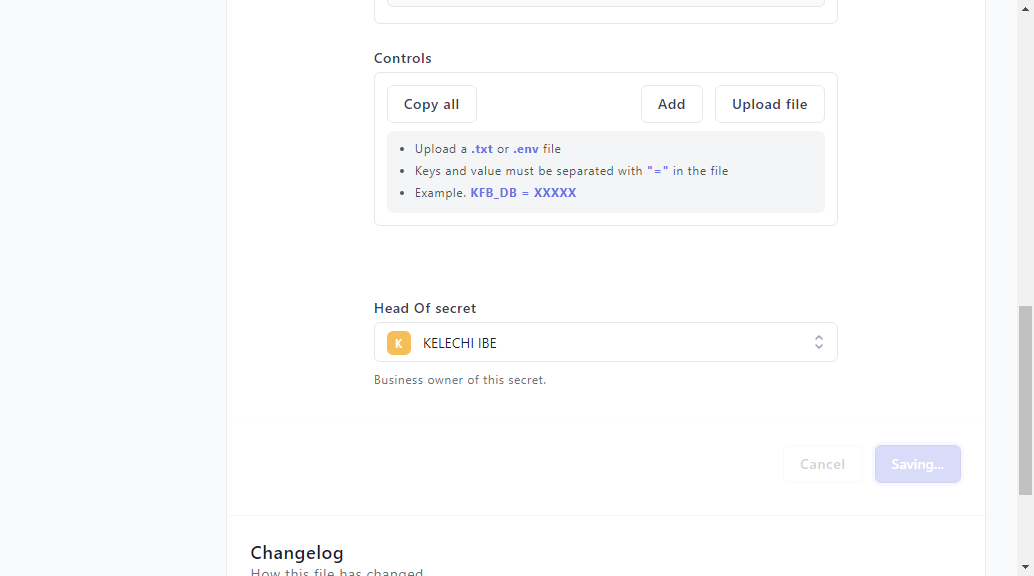 Controls
Copy all
Add
Upload file
Upload a .txt or .env file
Keys and value must be separated with "=" in the file
Example. KFB_DB = XXXXX
Head Of secret
K
KELECHI IBE
Business owner of this secret.
Cancel
Saving...
Changelog
How this file has changed